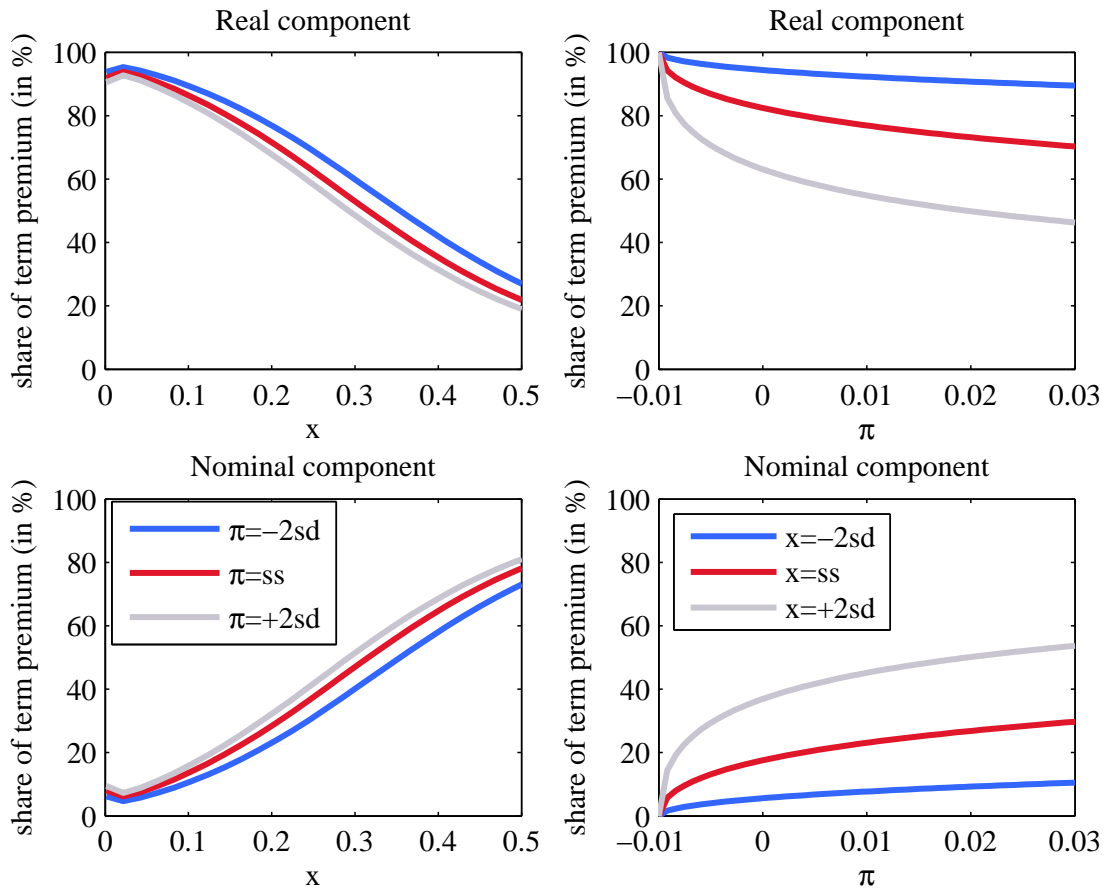 Real component
share of term premium (in %)
100
80
60
40
20
0
0
0.1
0.2
0.3
0.4
0.5
x
Real component
share of term premium (in %)
100
80
60
40
20
0
−0.01
0
0.01
0.02
0.03
π
Nominal component
share of term premium (in %)
100
80
60
40
20
0
π=−2sd
π=ss
π=+2sd
0
0.1
0.2
0.3
0.4
0.5
x
Nominal component
share of term premium (in %)
100
80
60
40
20
0
x=−2sd
x=ss
x=+2sd
−0.01
0
0.01
0.02
0.03
π